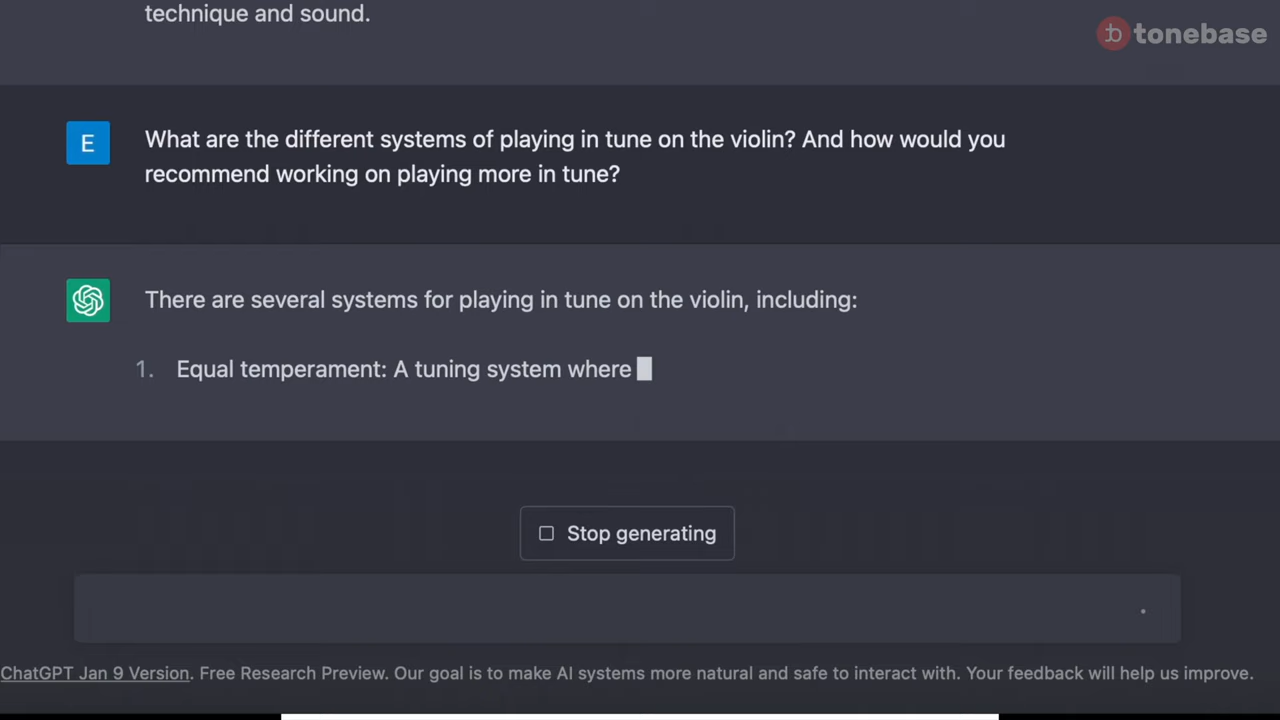 technique and sound.
tonebase
E
What are the different systems of playing in tune on the violin? And how would you
recommend working on playing more in tune?
There are several systems for playing in tune on the violin, including:
1. Equal temperament: A tuning system where
Stop generating
ChatGPT Jan 9 Version. Free Research Preview. Our goal is to make AI systems more natural and safe to interact with. Your feedback will help us improve.